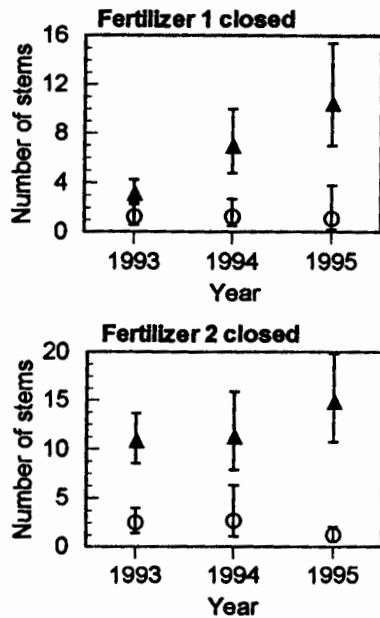 Fertilizer 1 closed
Number of stems
16
12
8
4
0
1993 1994 1995
Year
Fertilizer 2 closed
Number of stems
20
15
10
5
0
1993 1994 1995
Year